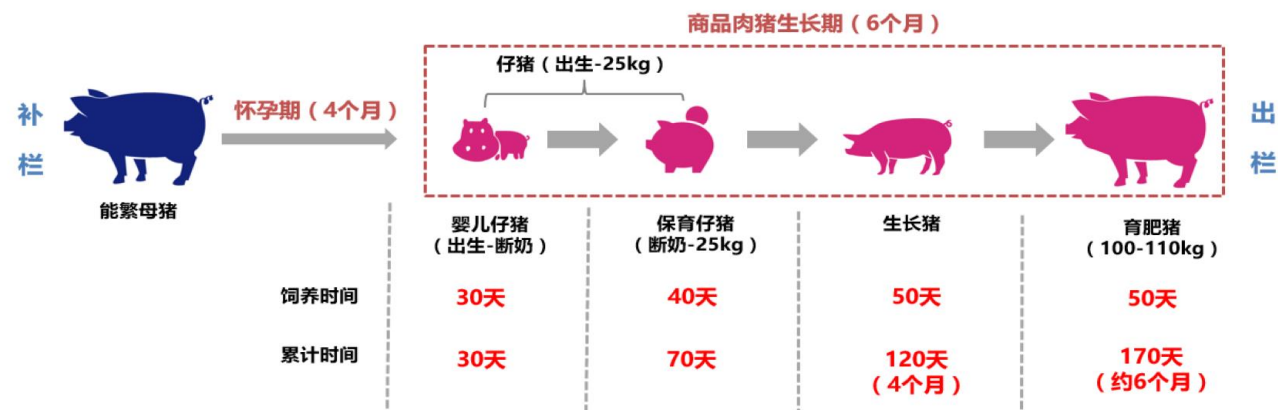 商品肉猪生长期（6个月）
仔猪（出生-25kg）
补
栏
怀孕期（4个月）
出
栏
能繁母猪
婴儿仔猪
（出生-断奶）
保育仔猪
（断奶-25kg）
生长猪
育肥猪
（100-110kg）
饲养时间
30天
40天
50天
50天
累计时间
30天
70天
120天
（4个月）
170天
（约6个月）